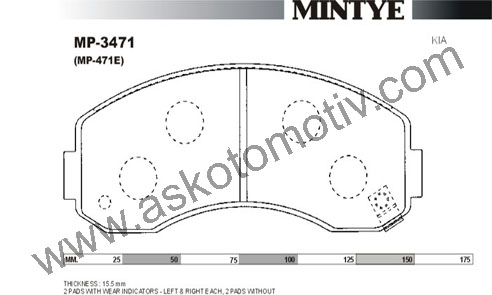 MINTYE
MP-3471
(MP-471E)
KIA
www.askotomotiv.com
MM. 25 50 75 100 125 150 175
THICKNESS : 15.5 mm
2 PADS WITH WEAR INDICATORS - LEFT & RIGHT EACH, 2 PADS WITHOUT